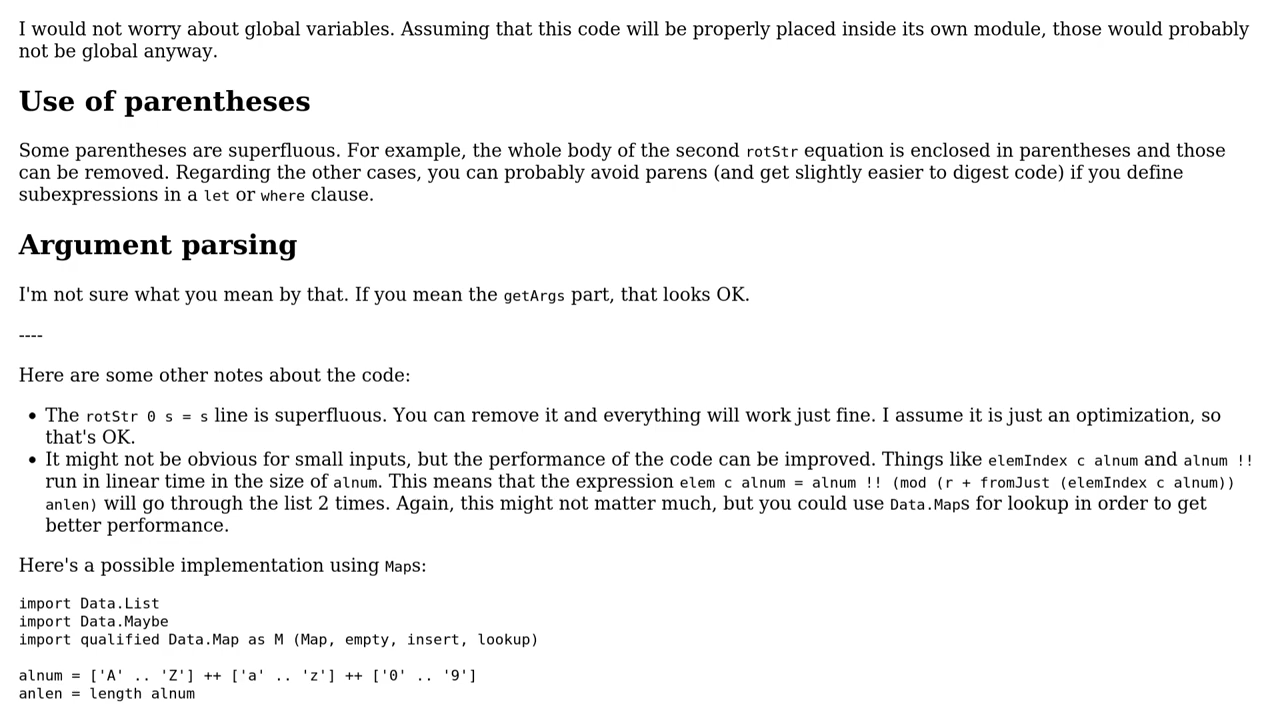 I would not worry about global variables. Assuming that this code will be properly placed inside its own module, those would probably
not be global anyway.
Use of parentheses
Some parentheses are superfluous. For example, the whole body of the second rotStr equation is enclosed in parentheses and those
can be removed. Regarding the other cases, you can probably avoid parens (and get slightly easier to digest code) if you define
subexpressions in a let or where clause.
Argument parsing
I'm not sure what you mean by that. If you mean the getArgs part, that looks OK.
----
Here are some other notes about the code:
• The rotStr 0 s = s line is superfluous. You can remove it and everything will work just fine. I assume it is just an optimization, so
that's OK.
• It might not be obvious for small inputs, but the performance of the code can be improved. Things like elemIndex c alnum and alnum !!
run in linear time in the size of alnum. This means that the expression elem c alnum = alnum !! (mod (r + fromJust (elemIndex c alnum))
anlen) will go through the list 2 times. Again, this might not matter much, but you could use Data.Maps for lookup in order to get
better performance.
Here's a possible implementation using Maps:
import Data.List
import Data.Maybe
import qualified Data.Map as M (Map, empty, insert, lookup)
alnum = ['A' .. 'Z'] ++ ['a' .. 'z'] ++ ['0' .. '9']
anlen = length alnum